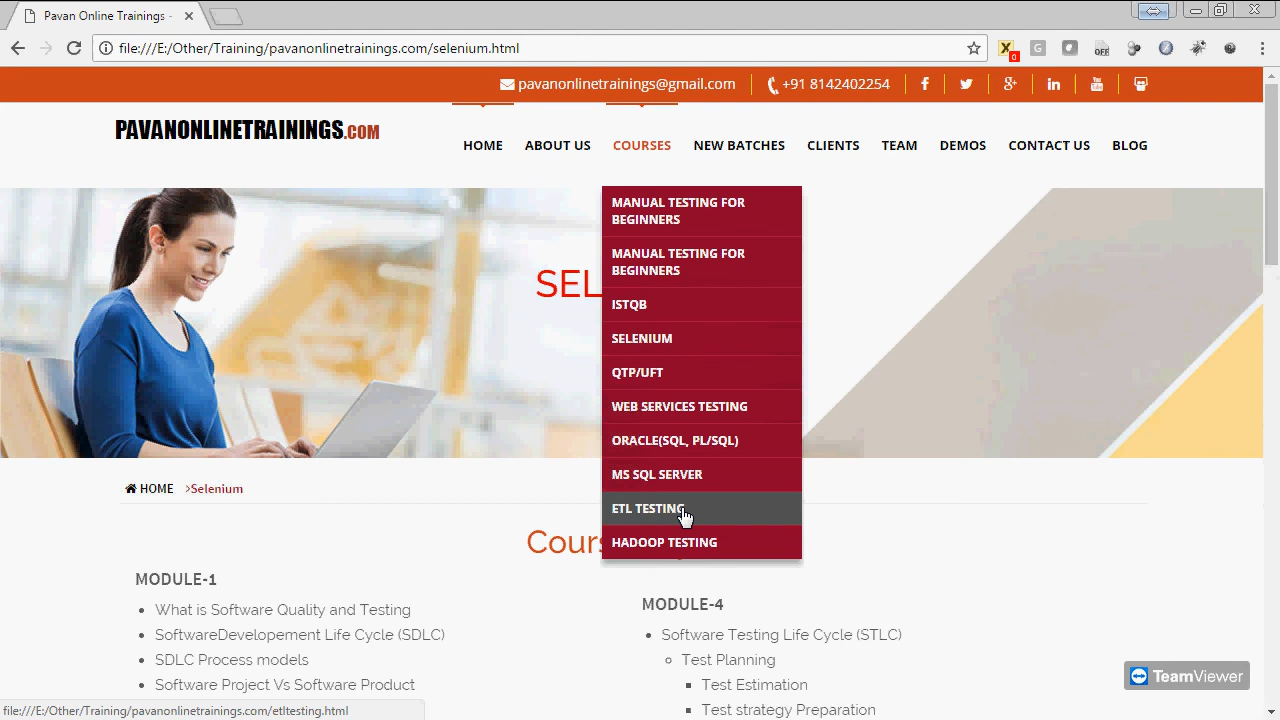 Pavan Online Trainings -
file:///E:/Other/Training/pavanonlinetrainings.com/selenium.html
pavanonlinetrainings@gmail.com +91 8142402254
PAVANONLINETRAININGS.COM
HOME ABOUT US COURSES NEW BATCHES CLIENTS TEAM DEMOS CONTACT US BLOG
MANUAL TESTING FOR
BEGINNERS
MANUAL TESTING FOR
BEGINNERS
ISTQB
SELENIUM
QTP/UFT
WEB SERVICES TESTING
ORACLE(SQL, PL/SQL)
MS SQL SERVER
ETL TESTING
HADOOP TESTING
SEL
HOME >Selenium
Cours
MODULE-1
What is Software Quality and Testing
SoftwareDevelopement Life Cycle (SDLC)
SDLC Process models
Software Project Vs Software Product
MODULE-4
Software Testing Life Cycle (STLC)
Test Planning
Test Estimation
Test strategy Preparation
TeamViewer
file:///E:/Other/Training/pavanonlinetrainings.com/etltesting.html